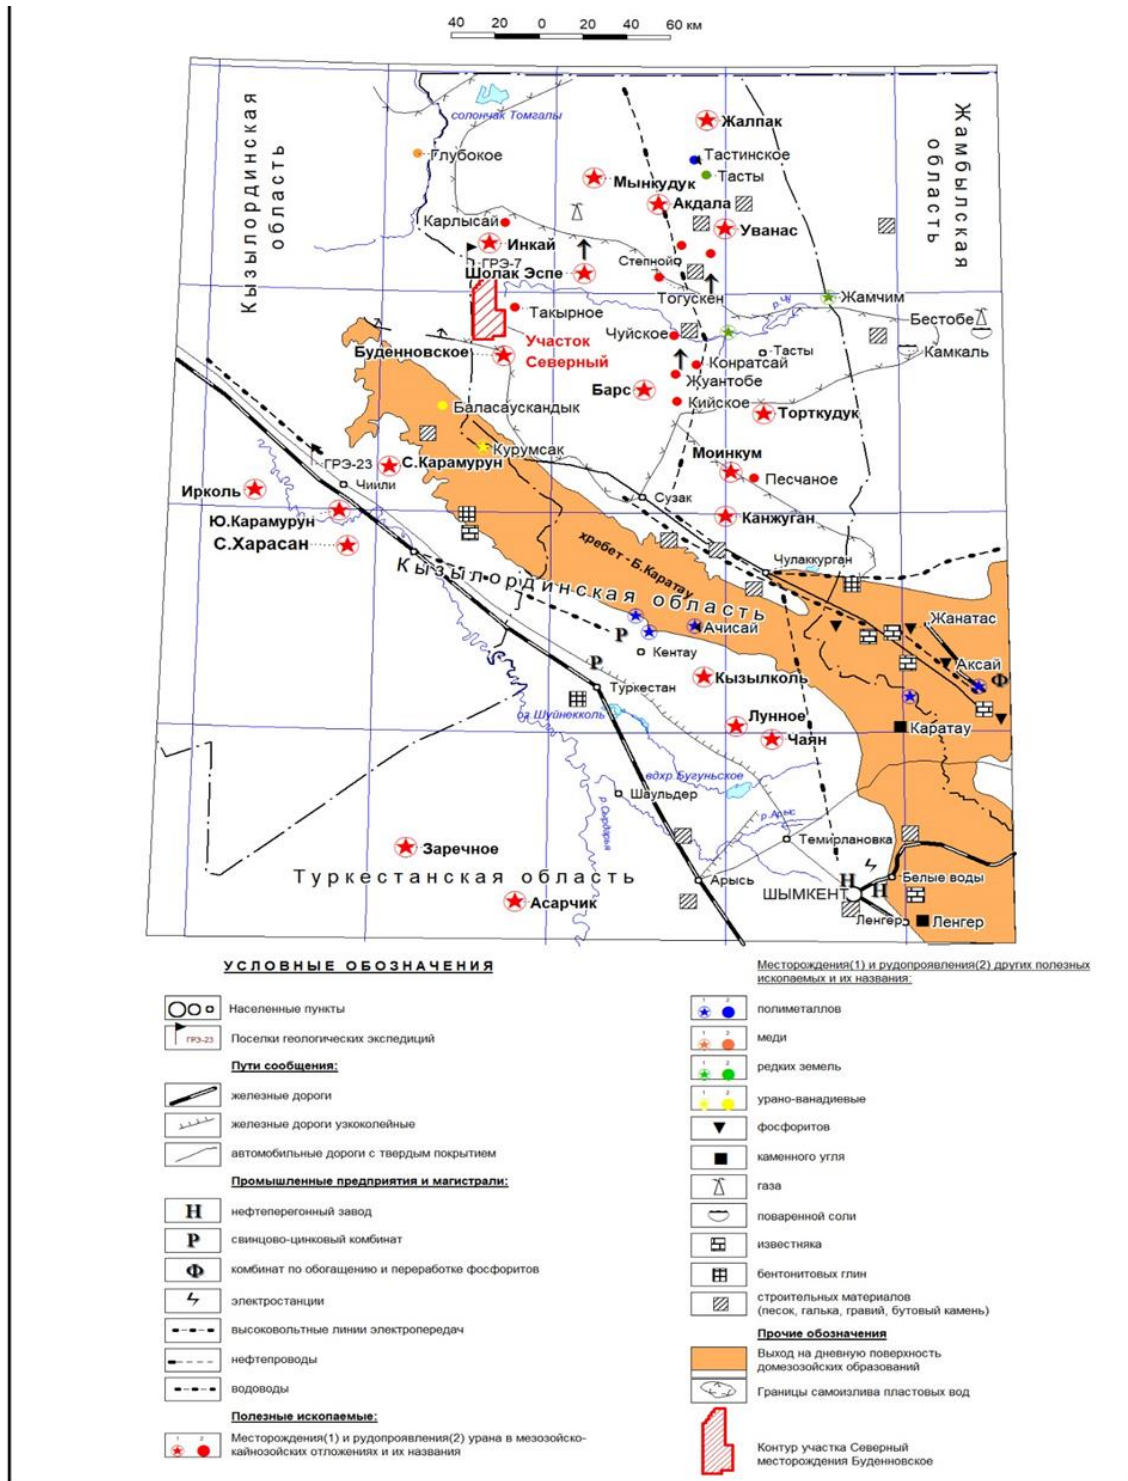 40 20 0 20 40 60 км
Кызылординская
область
Жамбылская
область
солончак Томгалы
Жалпак
Глубокое
Тастинское
Тасты
Мынкудук
Акдала
Карлысай
Уванас
Инкай
ГРЭ-7
Степной
Шолак Эспе
Тогускен
р.Чу
Жамчим
Такырное
Бестобе
Чуйское
Участок
Северный
Буденновское
Тасты
Камкаль
Конратсай
Жуантобе
Барс
Кийское
Баласаускандык
Торткудук
Курумсак
Моинкум
ГРЭ-23
С.Карамурун
Песчаное
Чиили
Ирколь
Сузак
Ю.Карамурун
Канжуган
С.Харасан
хребет - Б.Каратау
Чулаккурган
Кызылординская область
Жанатас
Р
Ачисай
Кентау
Р
Аксай
Ф
Кызылколь
Туркестан
оз Шуйнекколь
Лунное
Каратау
Чаян
вдхр.Бугуньское
Шаульдер
р.Сырдарья
р.Арыс
Темирлановка
Заречное
Туркестанская область
Арысь
Белые воды
Н
Н
ШЫМКЕНТ
Асарчик
Ленгер
Ленгер
УСЛОВНЫЕ ОБОЗНАЧЕНИЯ
Населенные пункты
ГРЭ-23 Поселки геологических экспедиций
Пути сообщения:
железные дороги
железные дороги узкоколейные
автомобильные дороги с твердым покрытием
Промышленные предприятия и магистрали:
Н нефтеперегонный завод
Р свинцово-цинковый комбинат
Ф комбинат по обогащению и переработке фосфоритов
электростанции
высоковольтные линии электропередач
нефтепроводы
водоводы
Полезные ископаемые:
1 2 Месторождения(1) и рудопроявления(2) урана в мезозойско-
кайнозойских отложениях и их названия
Месторождения(1) и рудопроявления(2) других полезных
ископаемых и их названия:
1 2 полиметаллов
1 2 меди
1 2 редких земель
1 2 урано-ванадиевые
фосфоритов
каменного угля
газа
поваренной соли
известняка
бентонитовых глин
строительных материалов
(песок, галька, гравий, бутовый камень)
Прочие обозначения
Выход на дневную поверхность
домезозойских образований
Границы самоизлива пластовых вод
Контур участка Северный
месторождения Буденновское